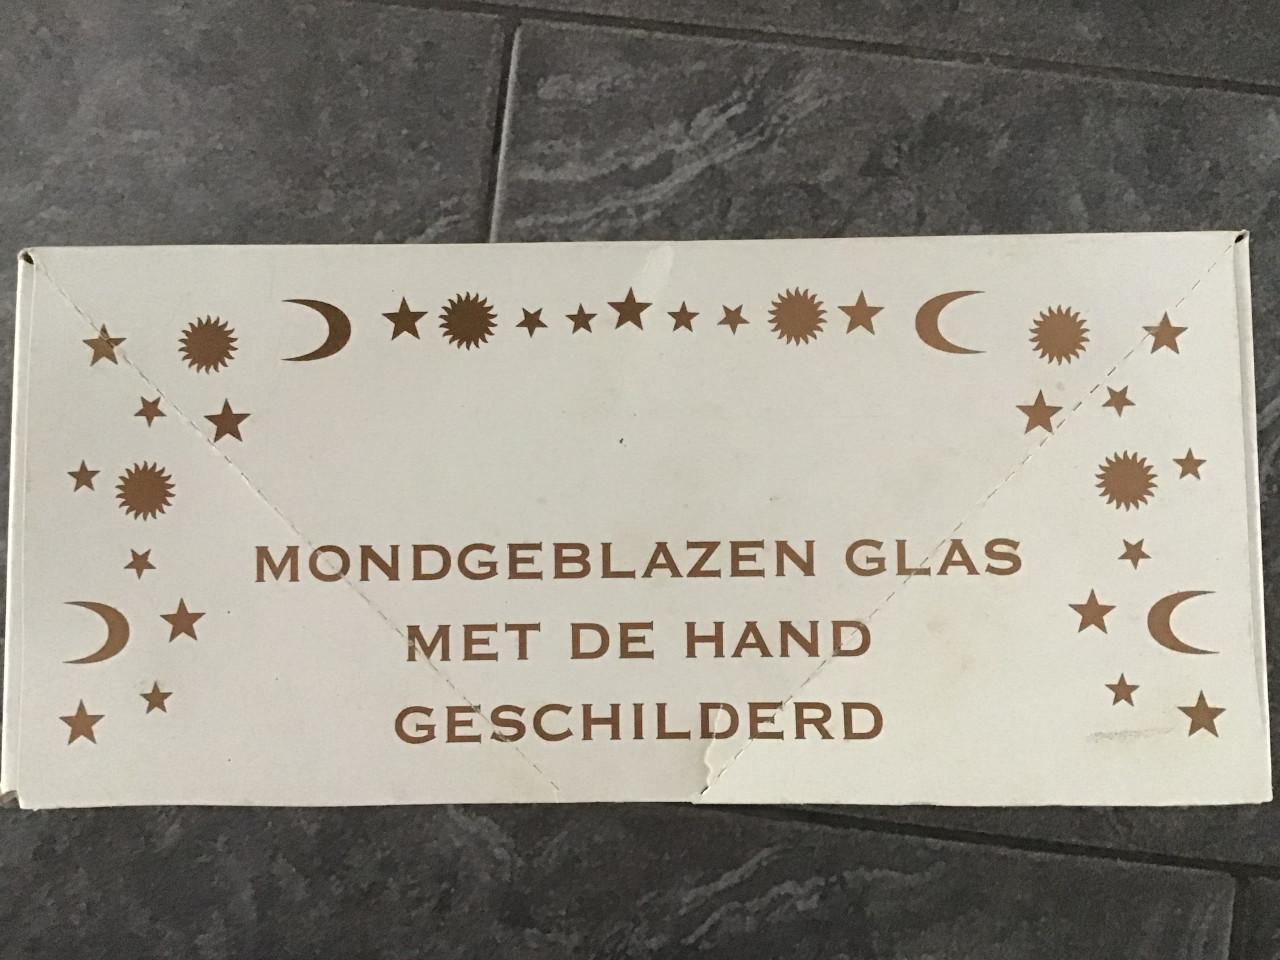 MONDGEBLAZEN GLAS
MET DE HAND
GESCHILDERD